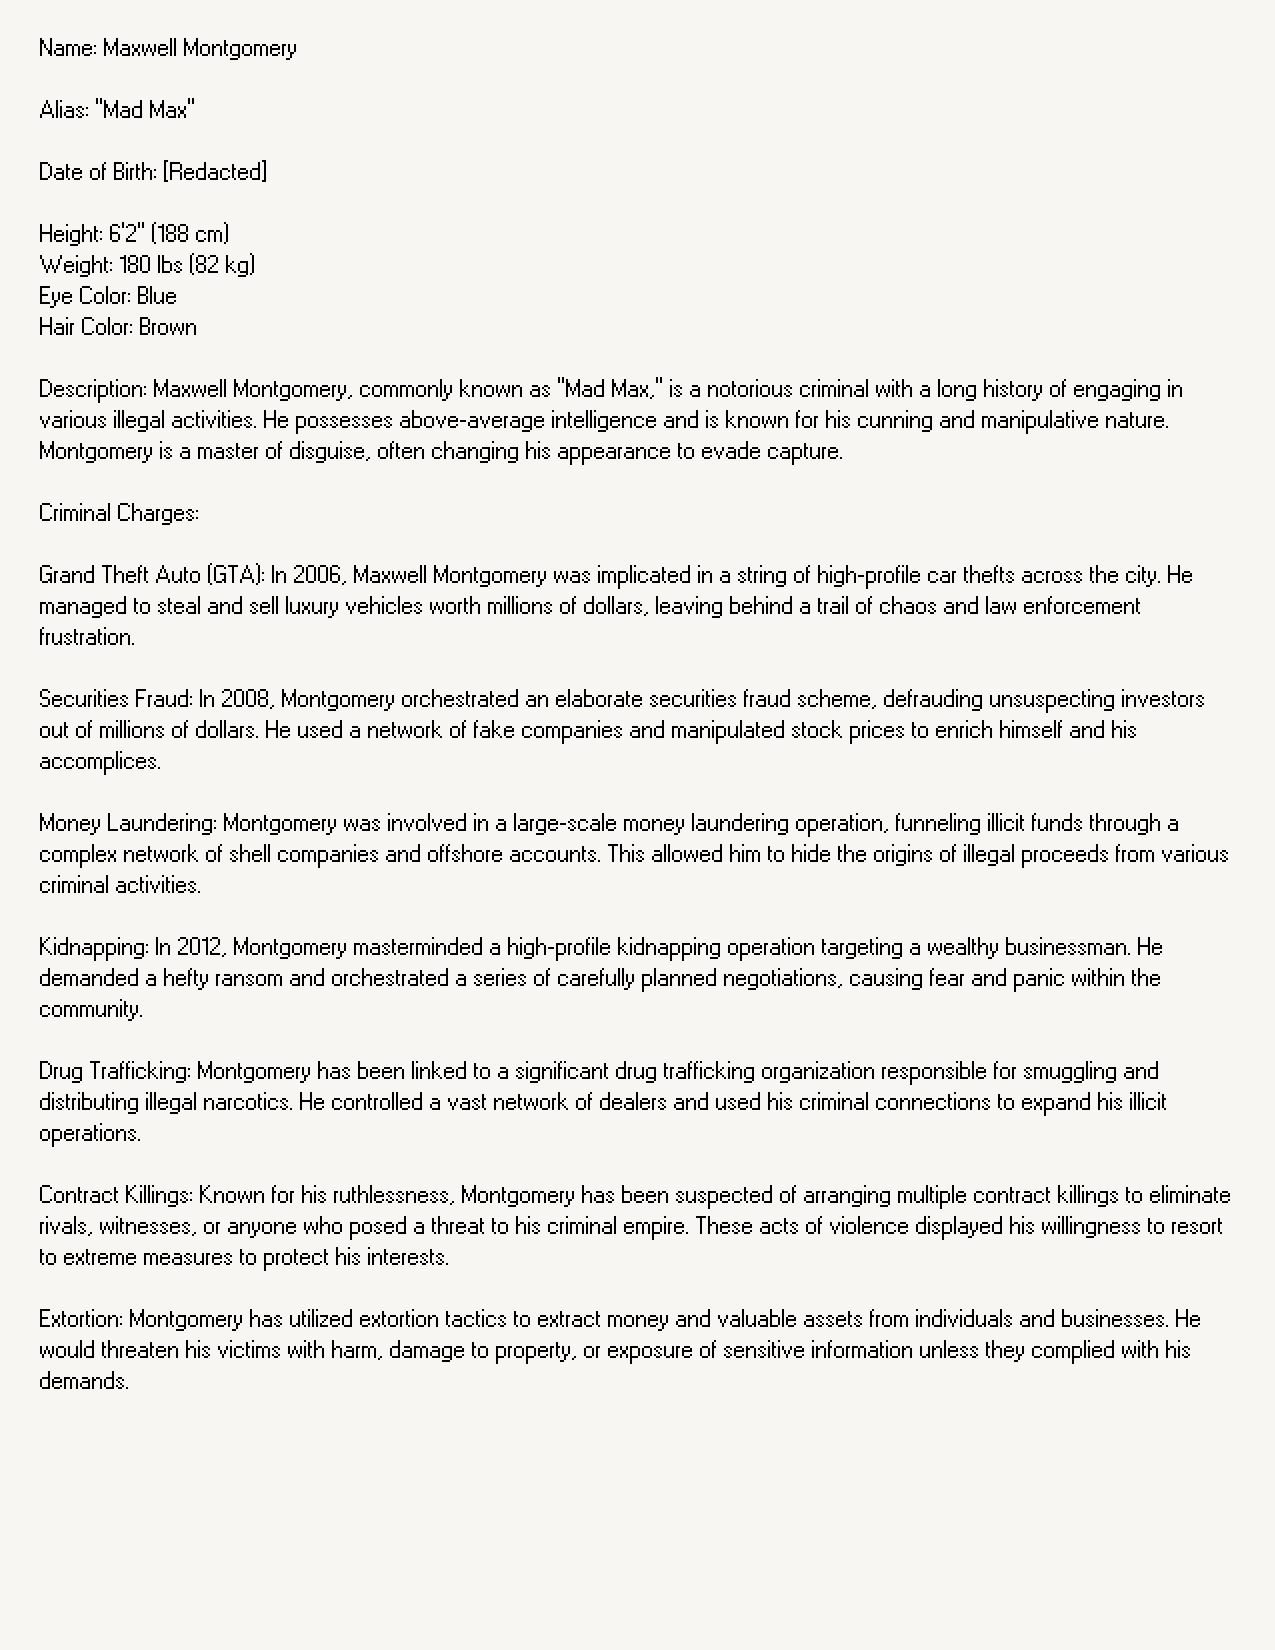 Name: Maxwell Montgomery
Alias: "Mad Max"
Date of Birth: [Redacted]
Height: 6'2" (188 cm)
Weight: 180 lbs (82 kg)
Eye Color: Blue
Hair Color: Brown
Description: Maxwell Montgomery, commonly known as "Mad Max," is a notorious criminal with a long history of engaging in
various illegal activities. He possesses above-average intelligence and is known for his cunning and manipulative nature.
Montgomery is a master of disguise, often changing his appearance to evade capture.
Criminal Charges:
Grand Theft Auto (GTA): In 2006, Maxwell Montgomery was implicated in a string of high-profile car thefts across the city. He
managed to steal and sell luxury vehicles worth millions of dollars, leaving behind a trail of chaos and law enforcement
frustration.
Securities Fraud: In 2008, Montgomery orchestrated an elaborate securities fraud scheme, defrauding unsuspecting investors
out of millions of dollars. He used a network of fake companies and manipulated stock prices to enrich himself and his
accomplices.
Money Laundering: Montgomery was involved in a large-scale money laundering operation, funneling illicit funds through a
complex network of shell companies and offshore accounts. This allowed him to hide the origins of illegal proceeds from various
criminal activities.
Kidnapping: In 2012, Montgomery masterminded a high-profile kidnapping operation targeting a wealthy businessman. He
demanded a hefty ransom and orchestrated a series of carefully planned negotiations, causing fear and panic within the
community.
Drug Trafficking: Montgomery has been linked to a significant drug trafficking organization responsible for smuggling and
distributing illegal narcotics. He controlled a vast network of dealers and used his criminal connections to expand his illicit
operations.
Contract Killings: Known for his ruthlessness, Montgomery has been suspected of arranging multiple contract killings to eliminate
rivals, witnesses, or anyone who posed a threat to his criminal empire. These acts of violence displayed his willingness to resort
to extreme measures to protect his interests.
Extortion: Montgomery has utilized extortion tactics to extract money and valuable assets from individuals and businesses. He
would threaten his victims with harm, damage to property, or exposure of sensitive information unless they complied with his
demands.